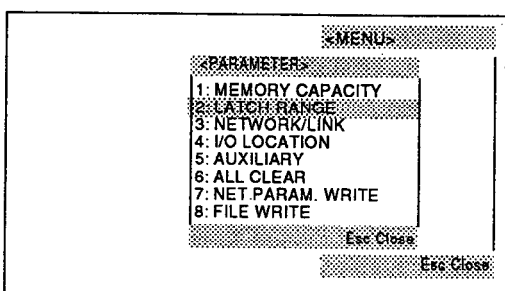 <MENU>
<PARAMETER>
1: MEMORY CAPACITY
2: LATCH RANGE
3: NETWORK/LINK
4: I/O LOCATION
5: AUXILIARY
6: ALL CLEAR
7: NET.PARAM. WRITE
8: FILE WRITE
Esc:Close
Esc:Close